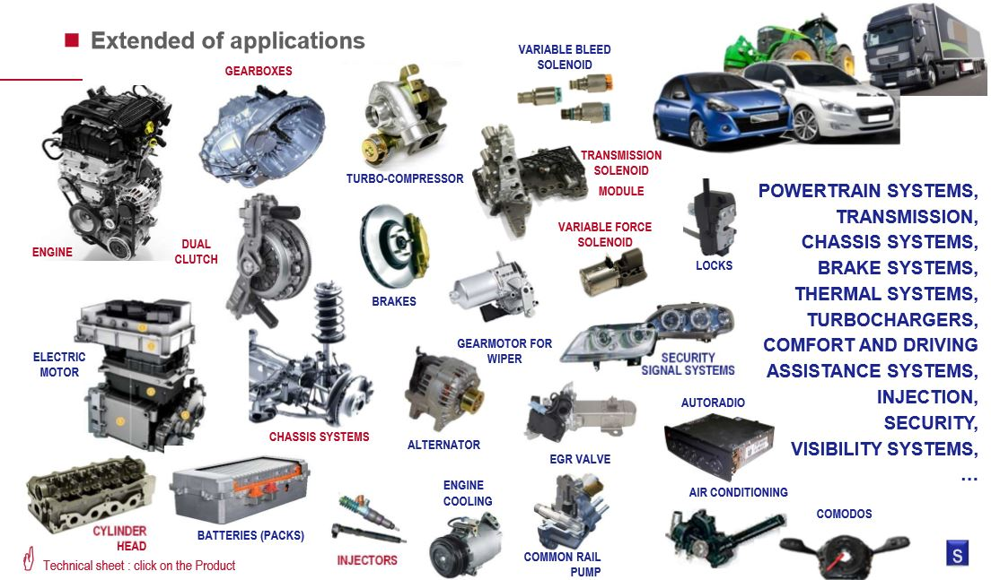 Extended of applications
GEARBOXES
VARIABLE BLEED
SOLENOID
TURBO-COMPRESSOR
TRANSMISSION
SOLENOID
MODULE
ENGINE
DUAL
CLUTCH
BRAKES
VARIABLE FORCE
SOLENOID
LOCKS
POWERTRAIN SYSTEMS,
TRANSMISSION,
CHASSIS SYSTEMS,
BRAKE SYSTEMS,
THERMAL SYSTEMS,
TURBOCHARGERS,
COMFORT AND DRIVING
ASSISTANCE SYSTEMS,
INJECTION,
SECURITY,
VISIBILITY SYSTEMS,
...
ELECTRIC
MOTOR
CHASSIS SYSTEMS
GEARMOTOR FOR
WIPER
SECURITY
SIGNAL SYSTEMS
ALTERNATOR
EGR VALVE
AUTORADIO
CYLINDER
HEAD
BATTERIES (PACKS)
INJECTORS
ENGINE
COOLING
COMMON RAIL
PUMP
AIR CONDITIONING
COMODOS
Technical sheet : click on the Product
S